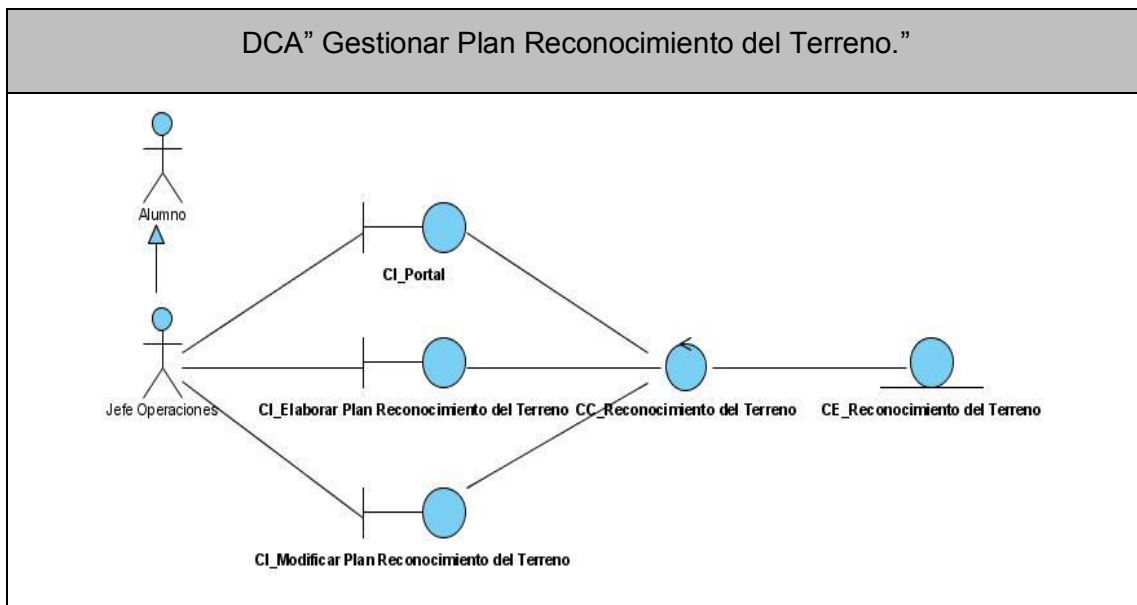 DCA” Gestionar Plan Reconocimiento del Terreno.”
Alumno
CI_Portal
Jefe Operaciones
CI_Elaborar Plan Reconocimiento del Terreno
CC_Reconocimiento del Terreno
CE_Reconocimiento del Terreno
CI_Modificar Plan Reconocimiento del Terreno